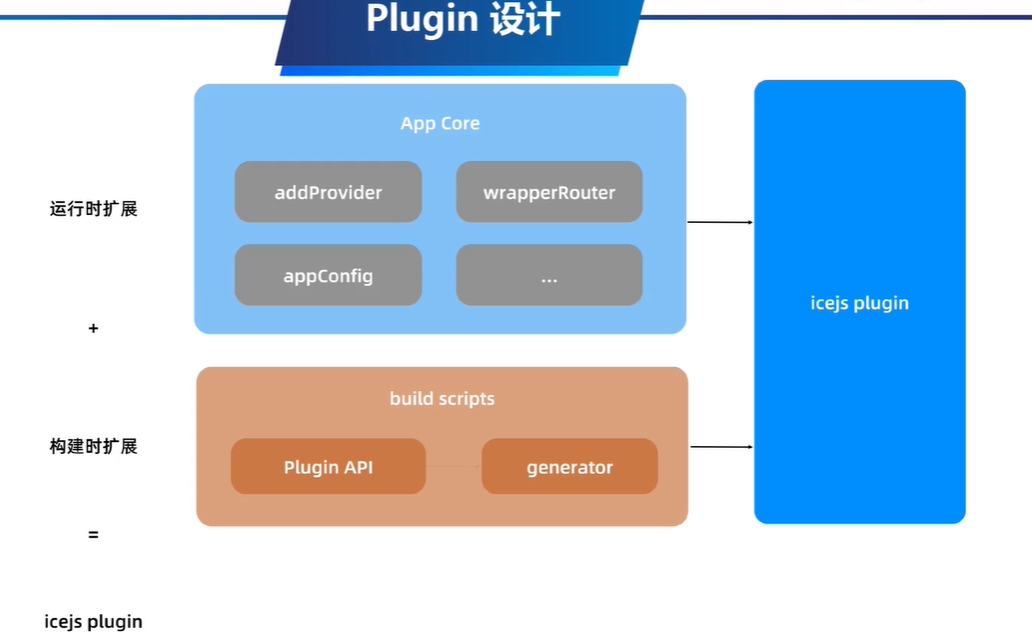 Plugin 设计
App Core
addProvider
wrapperRouter
运行时扩展
appConfig
...
icejs plugin
+
build scripts
构建时扩展
Plugin API
generator
=
icejs plugin